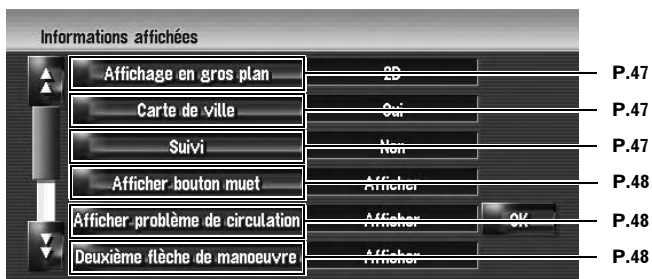 Informations affichées
Affichage en gros plan 2D P.47
Carte de ville Oui P.47
Suivi Non P.47
Afficher bouton muet Afficher P.48
Afficher problème de circulation Afficher OK P.48
Deuxième flèche de manoeuvre Afficher P.48